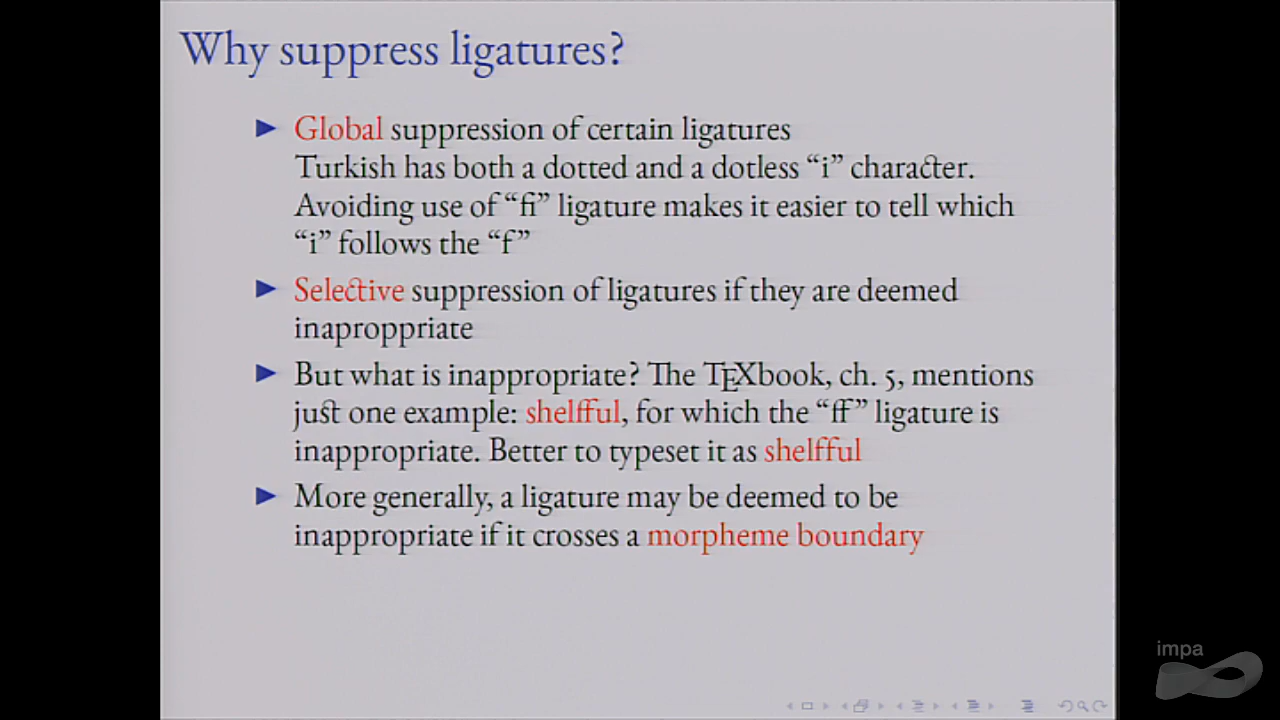 Why suppress ligatures?
Global suppression of certain ligatures
Turkish has both a dotted and a dotless “i” character.
Avoiding use of “fi” ligature makes it easier to tell which
“i” follows the “f”
Selective suppression of ligatures if they are deemed
inaproppriate
But what is inappropriate? The TEXbook, ch. 5, mentions
just one example: shelfful, for which the “ff” ligature is
inappropriate. Better to typeset it as shelfful
More generally, a ligature may be deemed to be
inappropriate if it crosses a morpheme boundary
impa